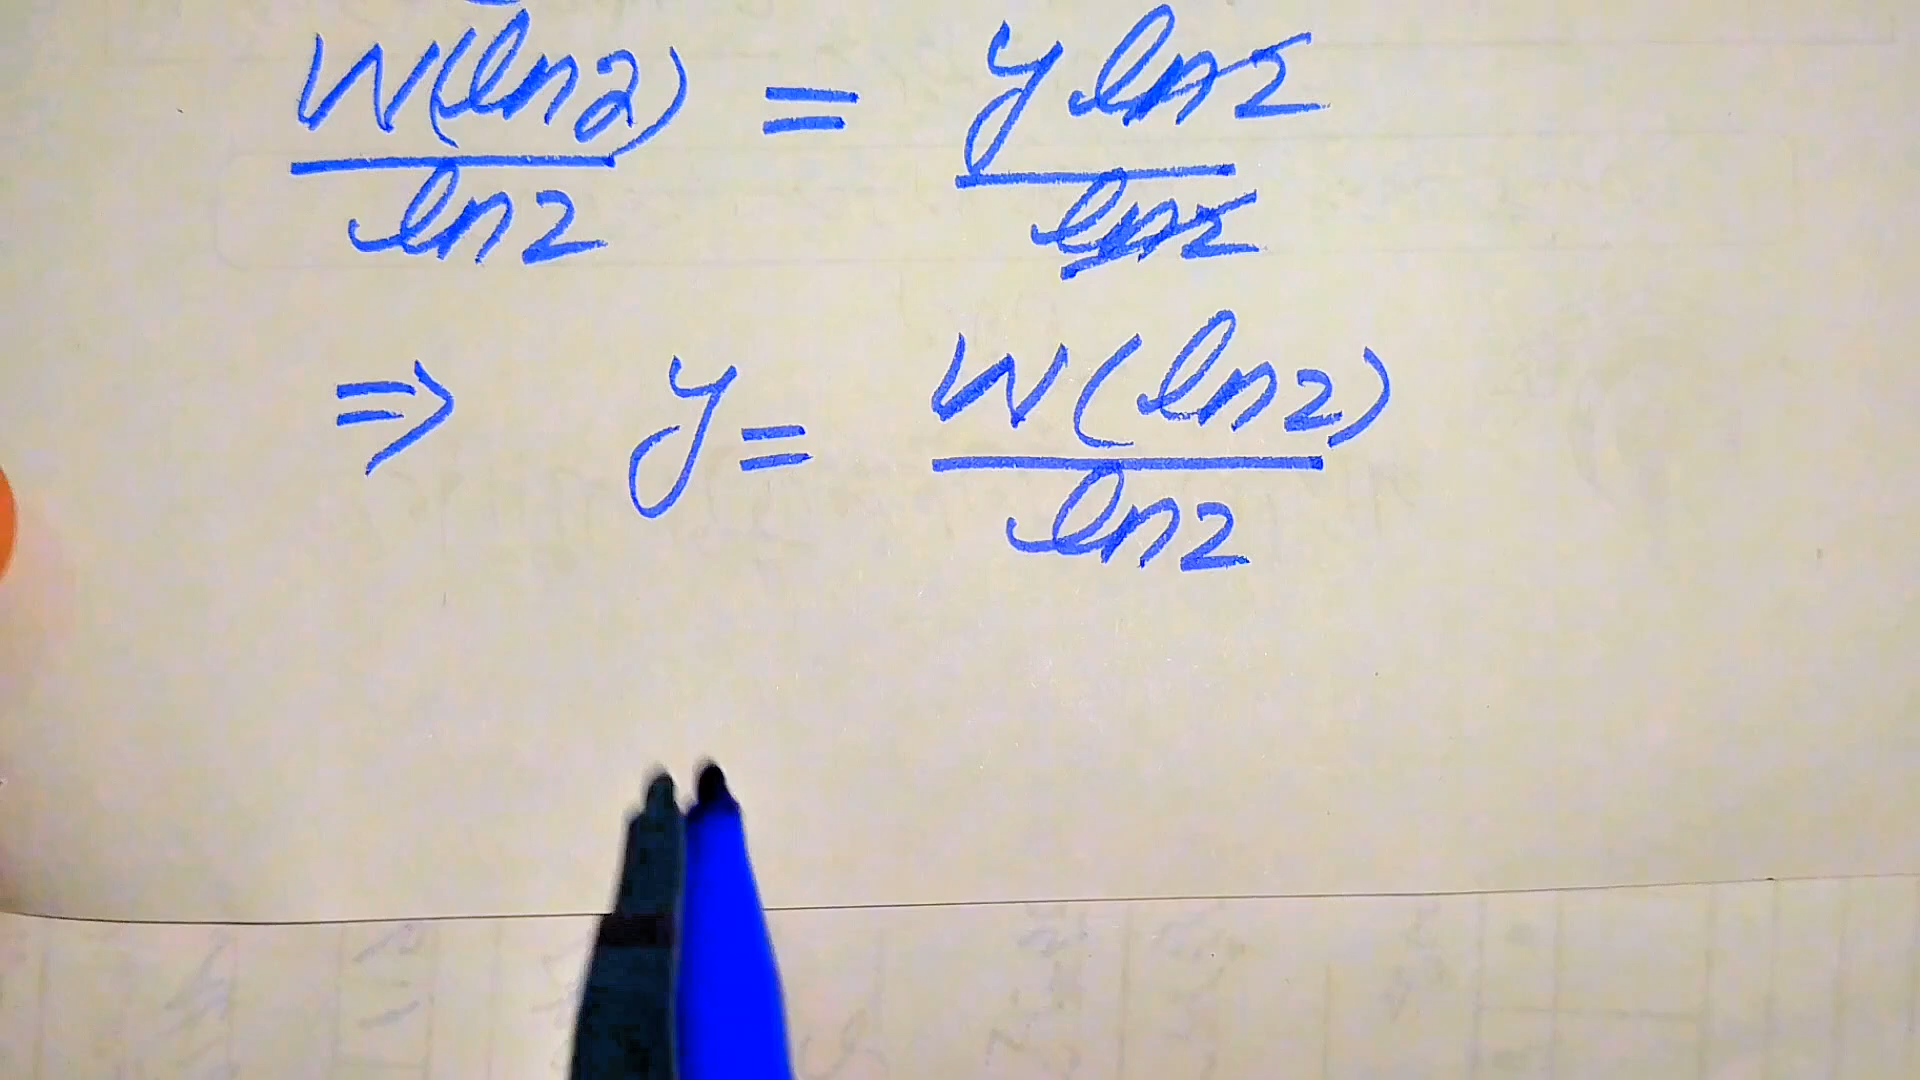 W(ln2)/ln2 = y ln2/ln2
⇒ y = W(ln2)/ln2